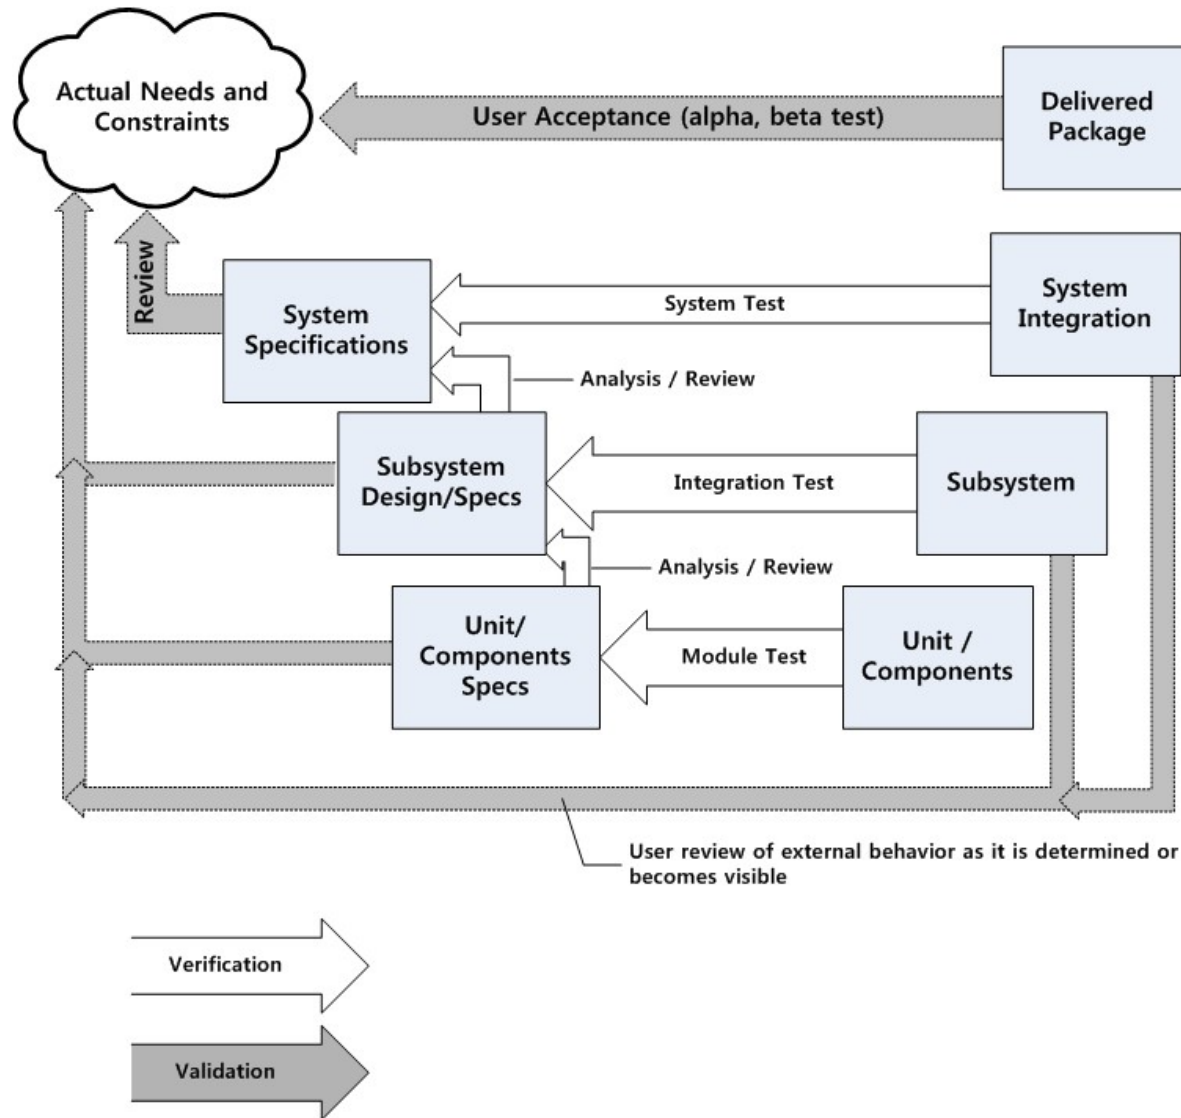 Actual Needs and
Constraints
User Acceptance (alpha, beta test)
Delivered
Package
Review
System
Specifications
System Test
System
Integration
Analysis / Review
Subsystem
Design/Specs
Integration Test
Subsystem
Analysis / Review
Unit/
Components
Specs
Module Test
Unit /
Components
User review of external behavior as it is determined or
becomes visible
Verification
Validation